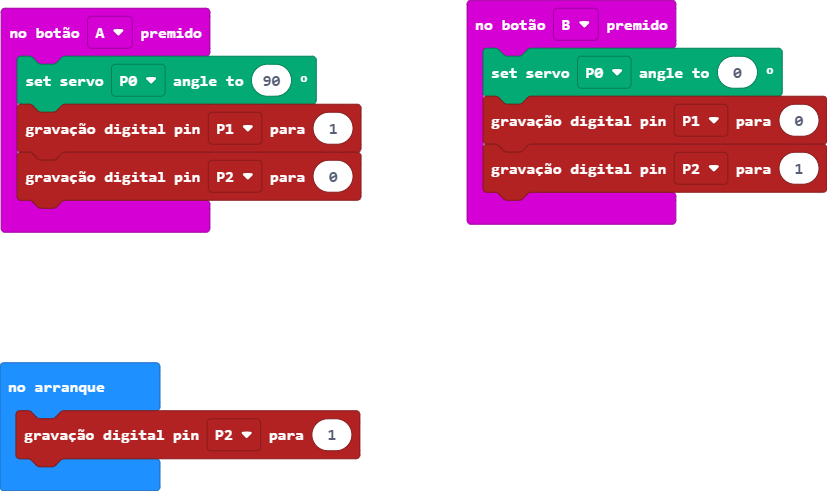 no botão A premido
set servo P0 angle to 90 º
gravação digital pin P1 para 1
gravação digital pin P2 para 0
no botão B premido
set servo P0 angle to 0 º
gravação digital pin P1 para 0
gravação digital pin P2 para 1
no arranque
gravação digital pin P2 para 1